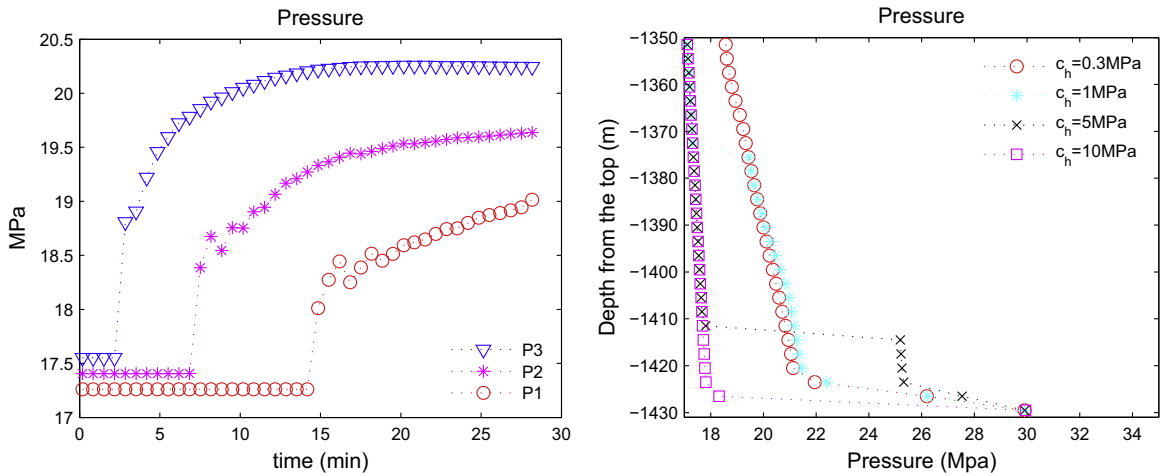 Pressure
20.5
20
19.5
19
18.5
18
17.5
17
MPa
0 5 10 15 20 25 30
time (min)
P3
P2
P1
Pressure
−1350
−1360
−1370
−1380
−1390
−1400
−1410
−1420
−1430
Depth from the top (m)
18 20 22 24 26 28 30 32 34
Pressure (Mpa)
c_h=0.3MPa
c_h=1MPa
c_h=5MPa
c_h=10MPa